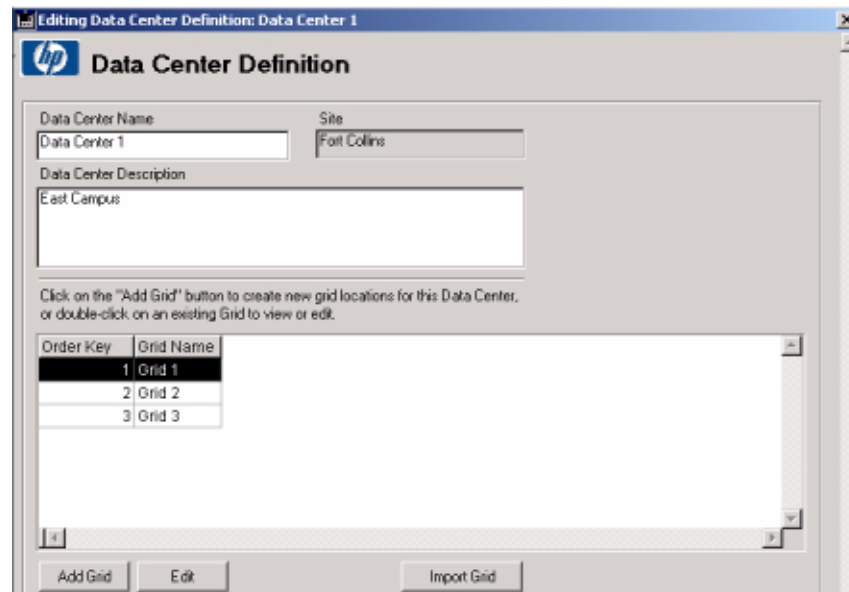 Editing Data Center Definition: Data Center 1
hp Data Center Definition
Data Center Name Site
Data Center 1 Fort Collins
Data Center Description
East Campus
Click on the "Add Grid" button to create new grid locations for this Data Center,
or double-click on an existing Grid to view or edit.
Order Key Grid Name
1 Grid 1
2 Grid 2
3 Grid 3
Add Grid Edit Import Grid